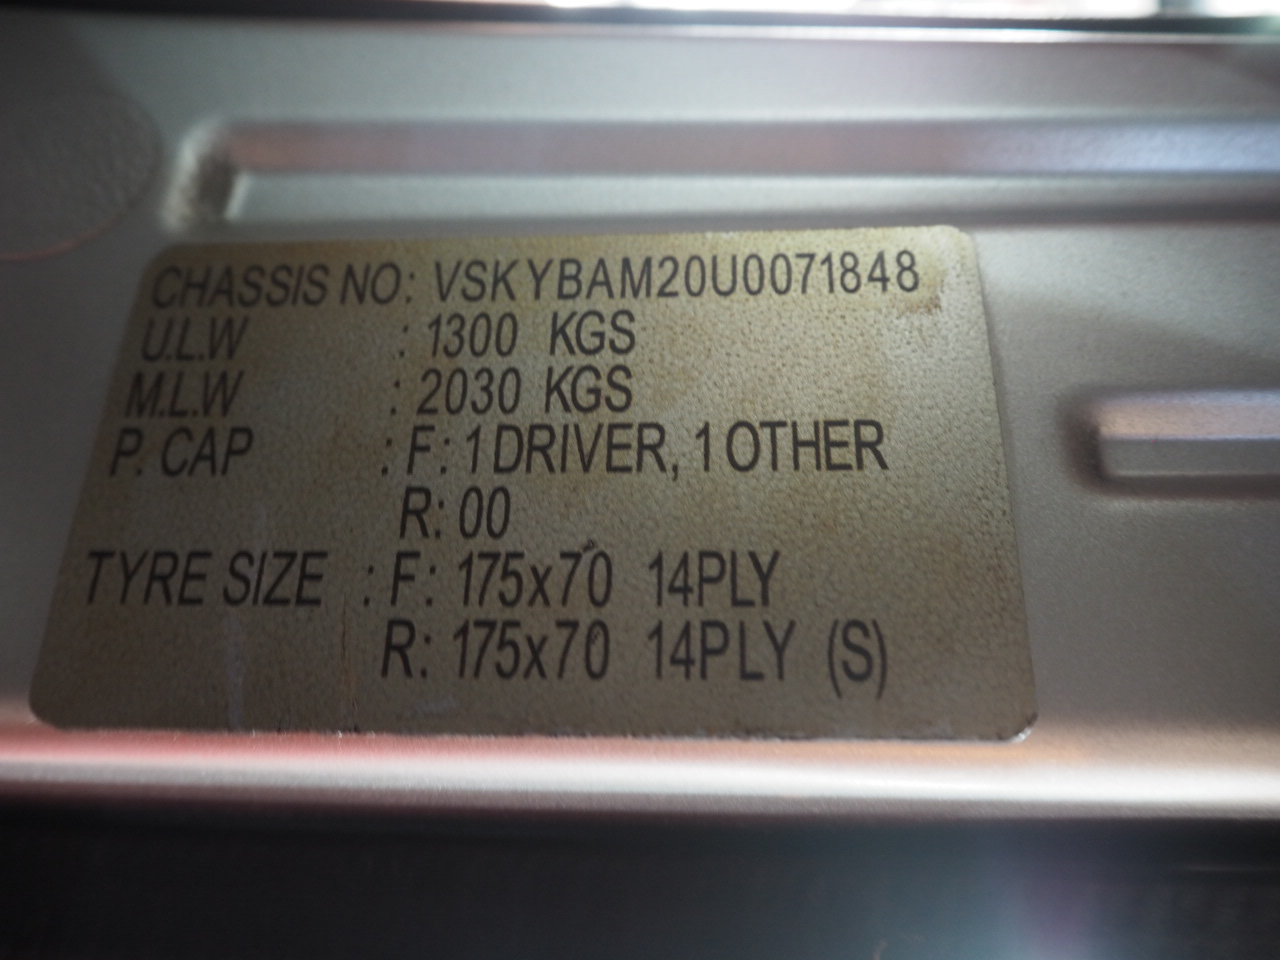 CHASSIS NO: VSKYBAM20U0071848
U.L.W : 1300 KGS
M.L.W : 2030 KGS
P. CAP : F: 1 DRIVER, 1 OTHER
R: 00
TYRE SIZE : F: 175x70 14PLY
R: 175x70 14PLY (S)